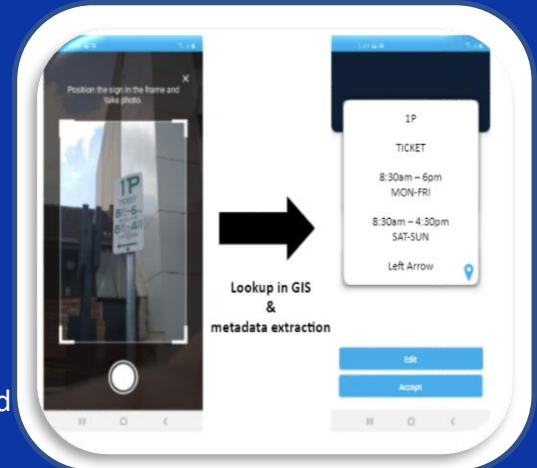 Position the sign in the frame and
take photo.
1P
TICKET
1P
TICKET
8:30am – 6pm
MON-FRI
8:30am – 4:30pm
SAT-SUN
Left Arrow
Lookup in GIS
&
metadata extraction
Edit
Accept
d